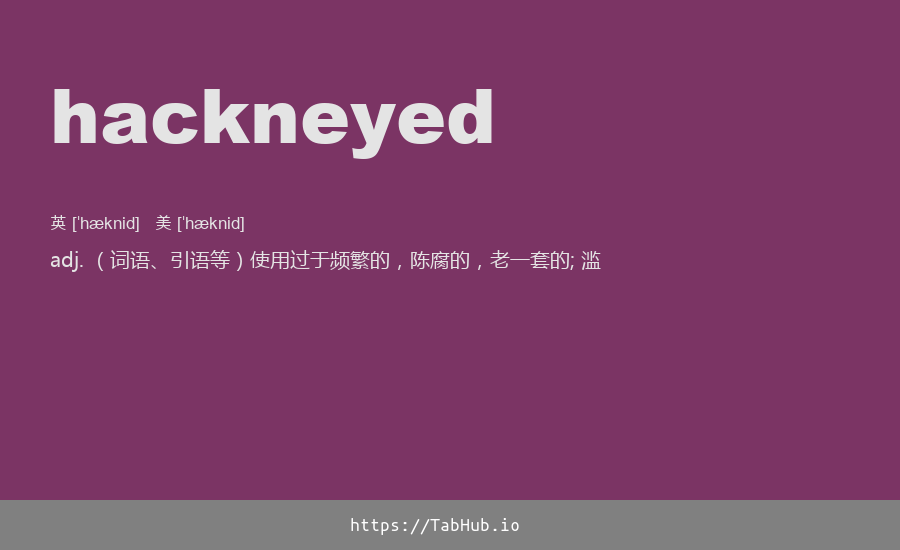 hackneyed
英 [ˈhæknid] 美 [ˈhæknid]
adj. （词语、引语等）使用过于频繁的，陈腐的，老一套的; 滥
https://TabHub.io